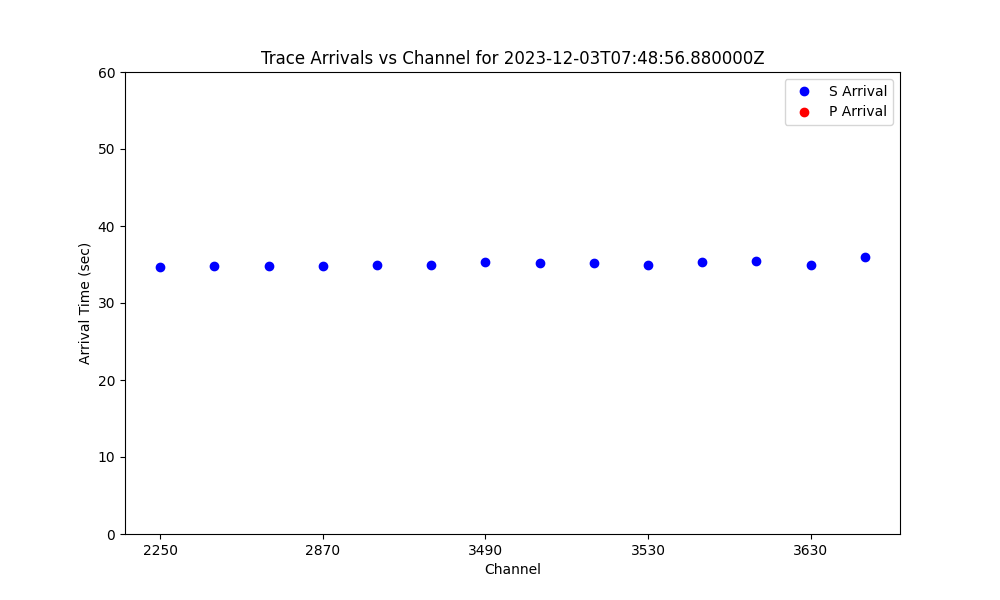 Trace Arrivals vs Channel for 2023-12-03T07:48:56.880000Z
S Arrival
P Arrival
60
50
40
30
20
10
0
Arrival Time (sec)
2250 2870 3490 3530 3630
Channel